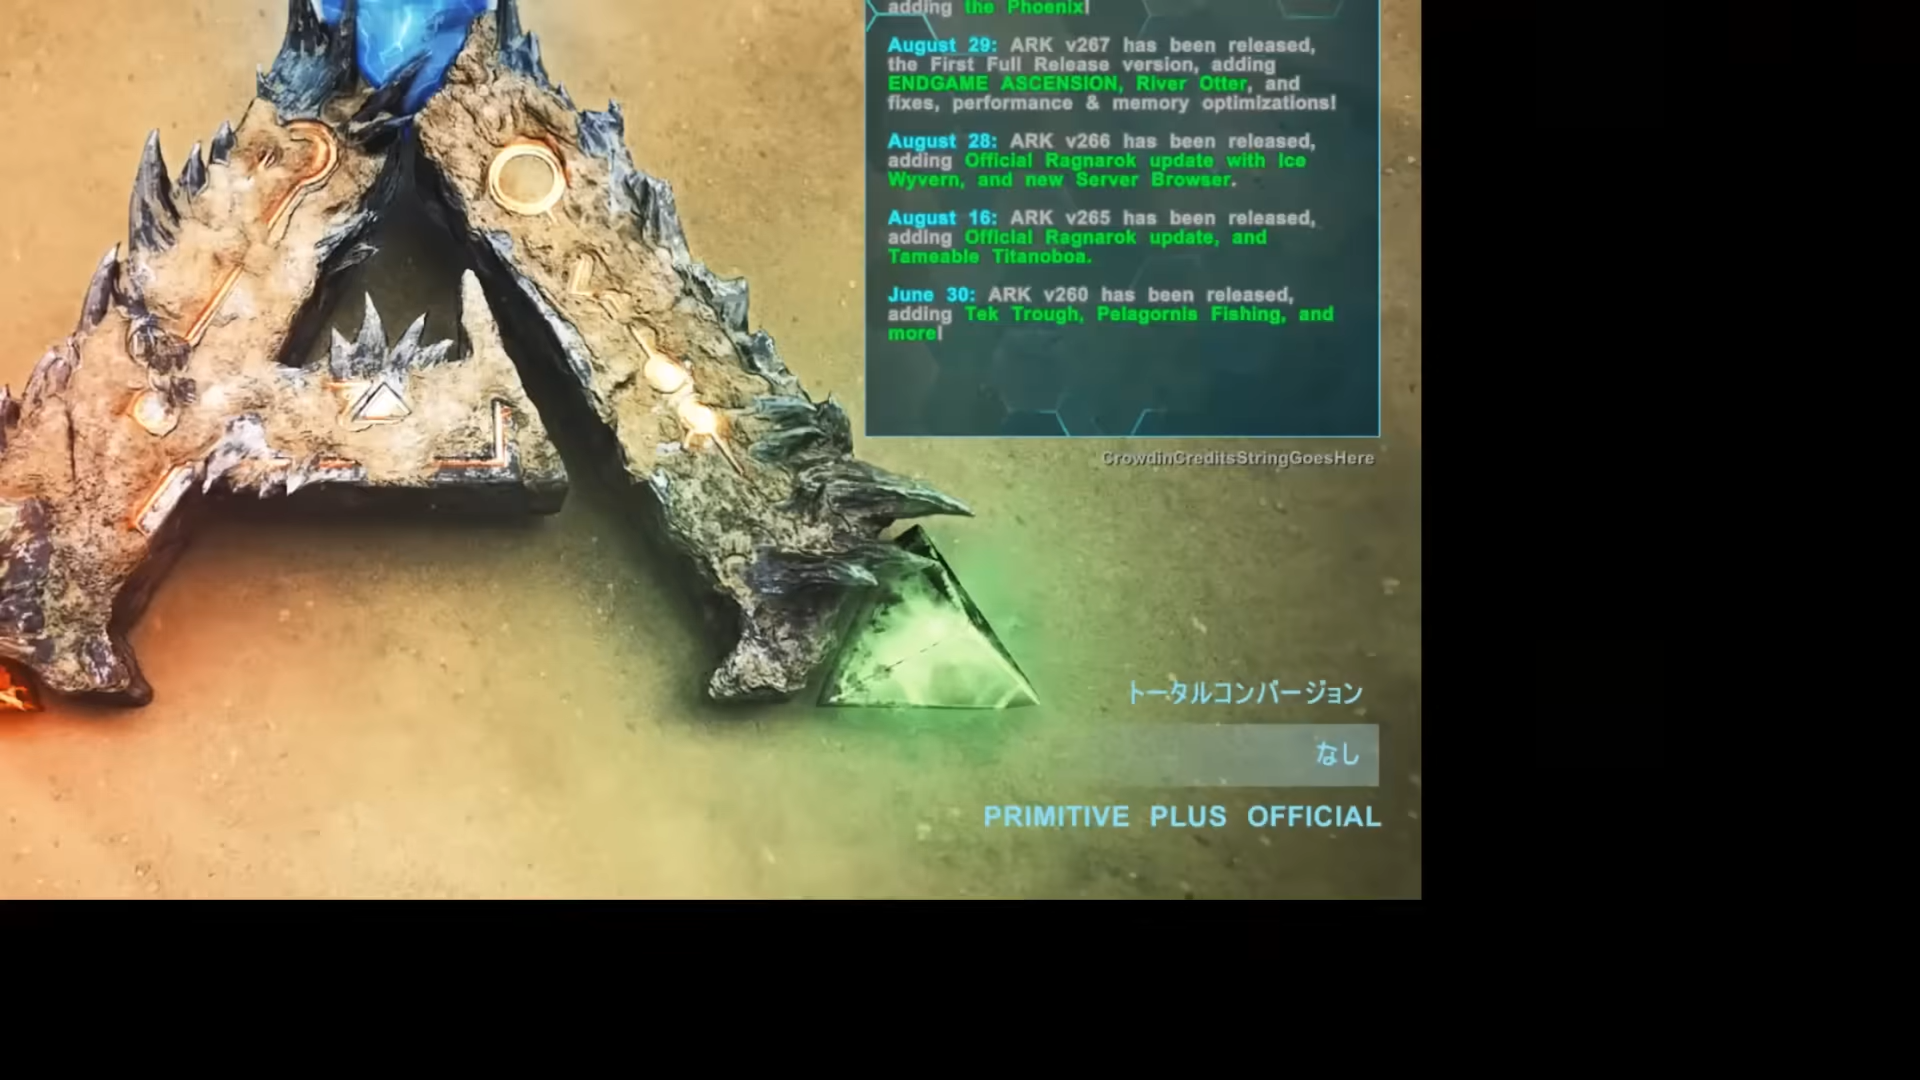 adding the Phoenix!
August 29: ARK v267 has been released,
the First Full Release version, adding
ENDGAME ASCENSION, River Otter, and
fixes, performance & memory optimizations!
August 28: ARK v266 has been released,
adding Official Ragnarok update with Ice
Wyvern, and new Server Browser.
August 16: ARK v265 has been released,
adding Official Ragnarok update, and
Tameable Titanoboa.
June 30: ARK v260 has been released,
adding Tek Trough, Pelagornis Fishing, and
more!
CrowdinCreditsStringGoesHere
トータルコンバージョン
なし
PRIMITIVE PLUS OFFICIAL